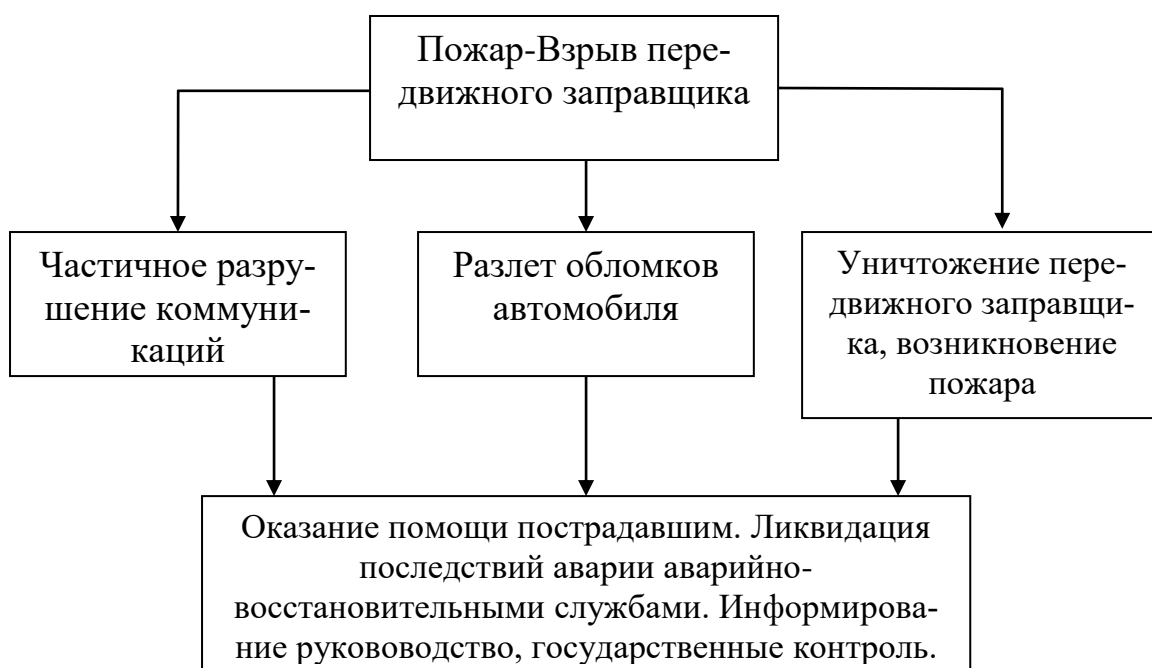 Пожар-Взрыв пере-
движного заправщика
Частичное разру-
шение коммуни-
каций
Разлет обломков
автомобиля
Уничтожение пере-
движного заправщи-
ка, возникновение
пожара
Оказание помощи пострадавшим. Ликвидация
последствий аварии аварийно-
восстановительными службами. Информирова-
ние рукововодство, государственные контроль.